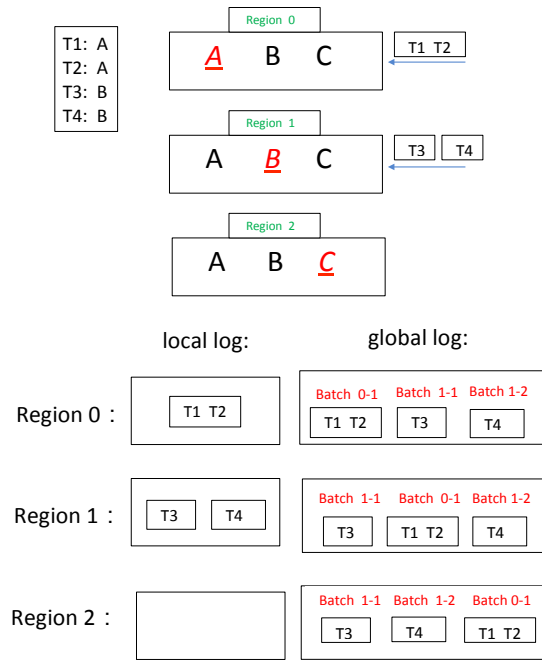 Region 0
T1: A
T2: A
T3: B
T4: B
A B C
T1 T2
Region 1
A B C
T3 T4
Region 2
A B C
local log: global log:
Region 0 :
T1 T2
Batch 0-1 Batch 1-1 Batch 1-2
T1 T2 T3 T4
Region 1 :
T3 T4
Batch 1-1 Batch 0-1 Batch 1-2
T3 T1 T2 T4
Region 2 :
Batch 1-1 Batch 1-2 Batch 0-1
T3 T4 T1 T2